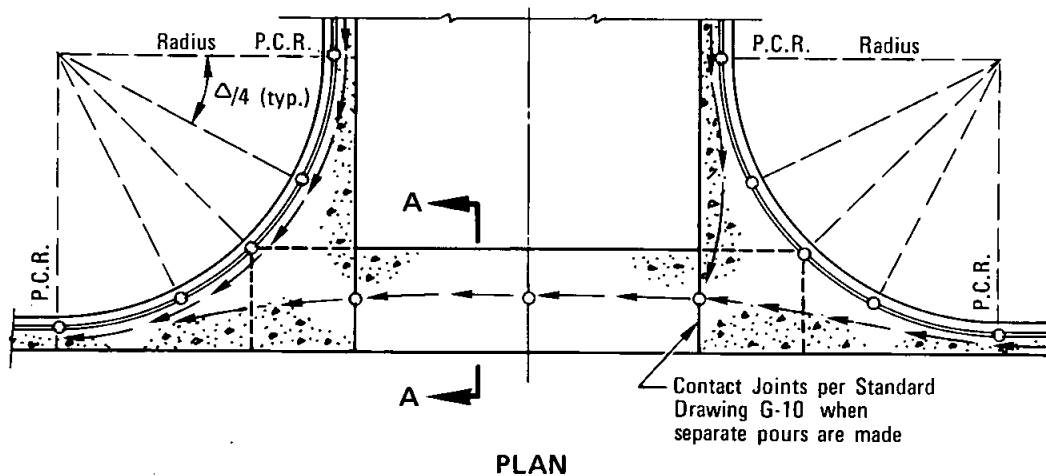 Radius P.C.R. P.C.R. Radius
Δ/4 (typ.)
A
P.C.R.
P.C.R.
A
Contact Joints per Standard
Drawing G-10 when
separate pours are made
PLAN